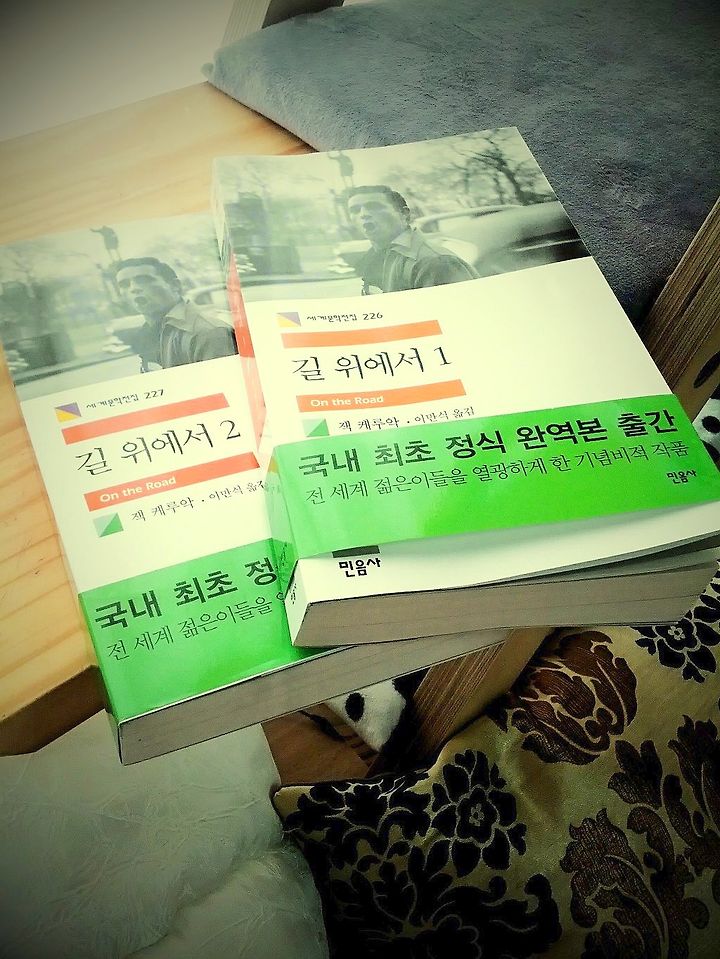 세계문학전집 227
길 위에서 2
On the Road
잭 케루악 · 이만식 옮김
국내 최초 정
전 세계 젊은이들을
세계문학전집 226
길 위에서 1
On the Road
잭 케루악 · 이만식 옮김
국내 최초 정식 완역본 출간
전 세계 젊은이들을 열광하게 한 기념비적 작품
민음사
민음사